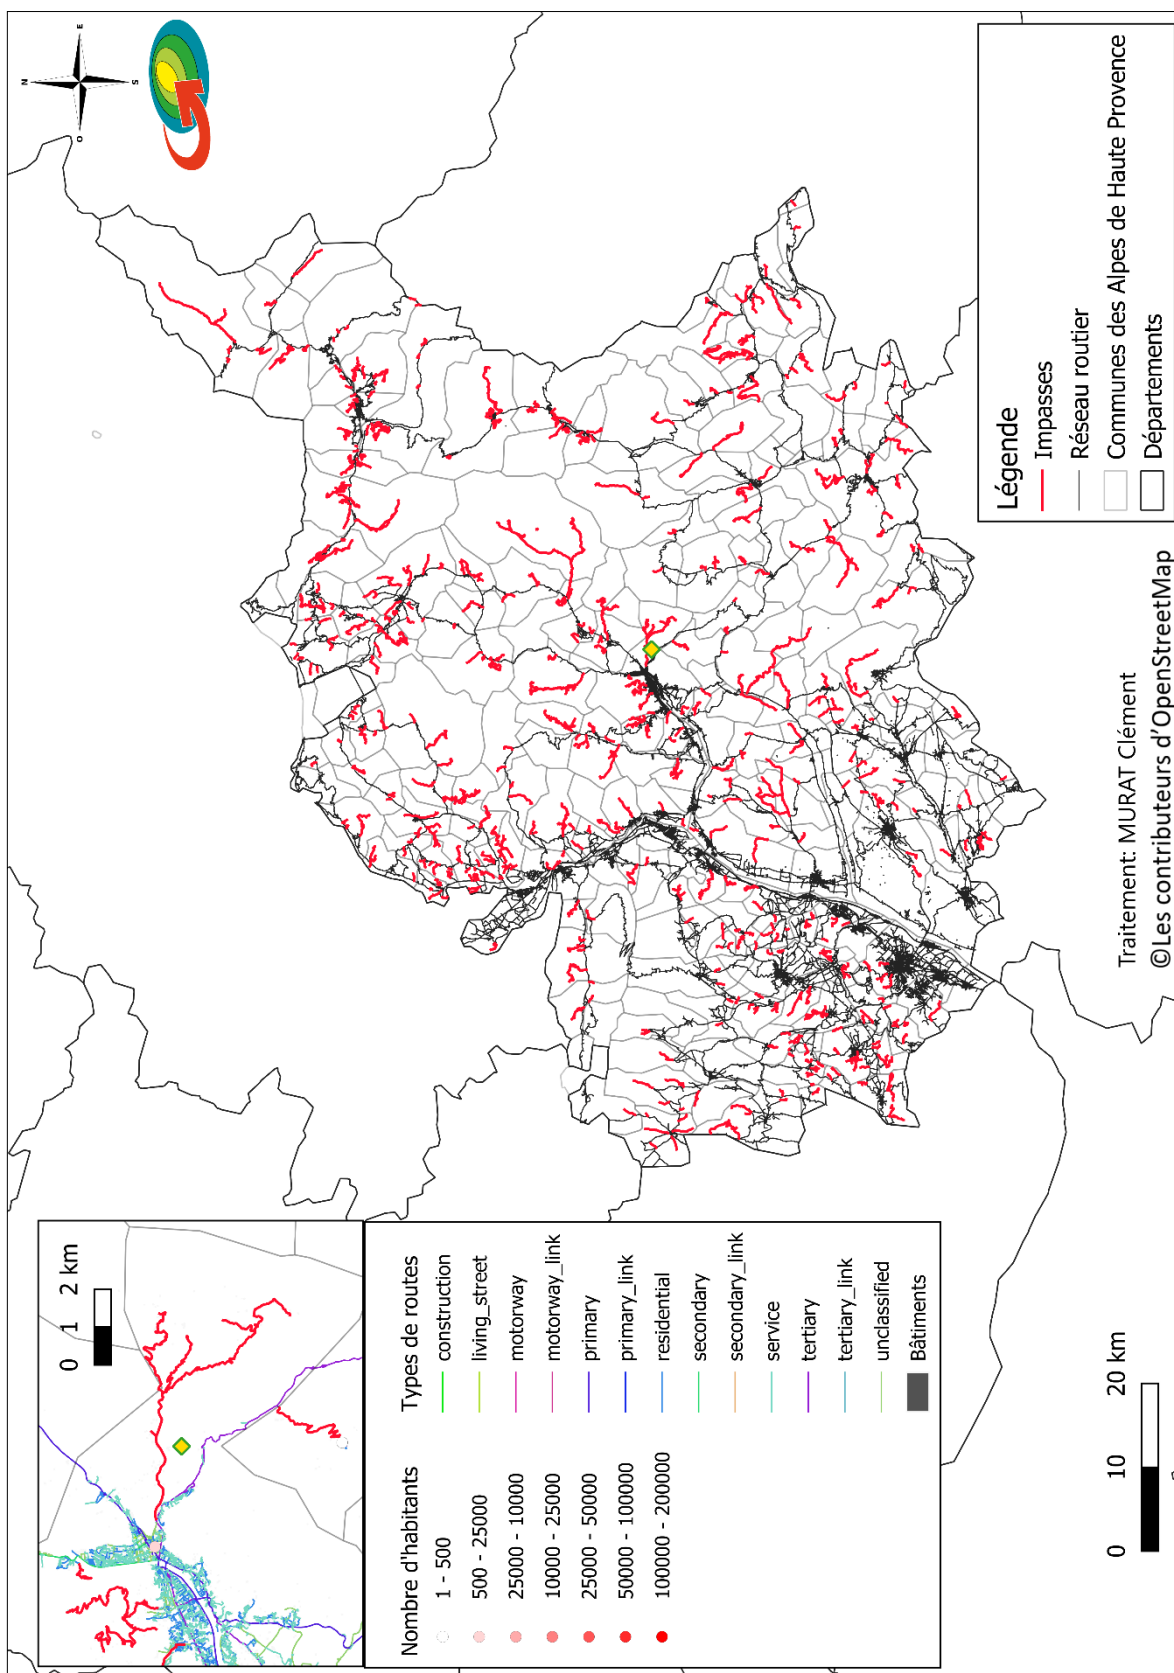 N
O
E
S
0 1 2 km
Nombre d'habitants
1 - 500
500 - 25000
25000 - 10000
10000 - 25000
25000 - 50000
50000 - 100000
100000 - 200000
Types de routes
construction
living_street
motorway
motorway_link
primary
primary_link
residential
secondary
secondary_link
service
tertiary
tertiary_link
unclassified
Bâtiments
0 10 20 km
Légende
Impasses
Réseau routier
Communes des Alpes de Haute Provence
Départements
Traitement: MURAT Clément
©Les contributeurs d'OpenStreetMap